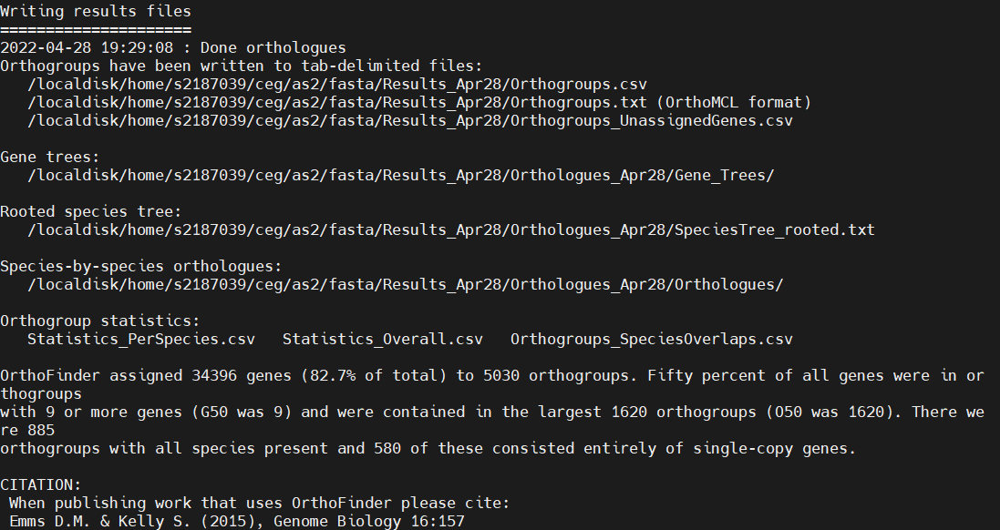 Writing results files
=====================
2022-04-28 19:29:08 : Done orthologues
Orthogroups have been written to tab-delimited files:
   /localdisk/home/s2187039/ceg/as2/fasta/Results_Apr28/Orthogroups.csv
   /localdisk/home/s2187039/ceg/as2/fasta/Results_Apr28/Orthogroups.txt (OrthoMCL format)
   /localdisk/home/s2187039/ceg/as2/fasta/Results_Apr28/Orthogroups_UnassignedGenes.csv

Gene trees:
   /localdisk/home/s2187039/ceg/as2/fasta/Results_Apr28/Orthologues_Apr28/Gene_Trees/

Rooted species tree:
   /localdisk/home/s2187039/ceg/as2/fasta/Results_Apr28/Orthologues_Apr28/SpeciesTree_rooted.txt

Species-by-species orthologues:
   /localdisk/home/s2187039/ceg/as2/fasta/Results_Apr28/Orthologues_Apr28/Orthologues/

Orthogroup statistics:
   Statistics_PerSpecies.csv   Statistics_Overall.csv   Orthogroups_SpeciesOverlaps.csv

OrthoFinder assigned 34396 genes (82.7% of total) to 5030 orthogroups. Fifty percent of all genes were in or
thogroups
with 9 or more genes (G50 was 9) and were contained in the largest 1620 orthogroups (O50 was 1620). There we
re 885
orthogroups with all species present and 580 of these consisted entirely of single-copy genes.

CITATION:
 When publishing work that uses OrthoFinder please cite:
 Emms D.M. & Kelly S. (2015), Genome Biology 16:157